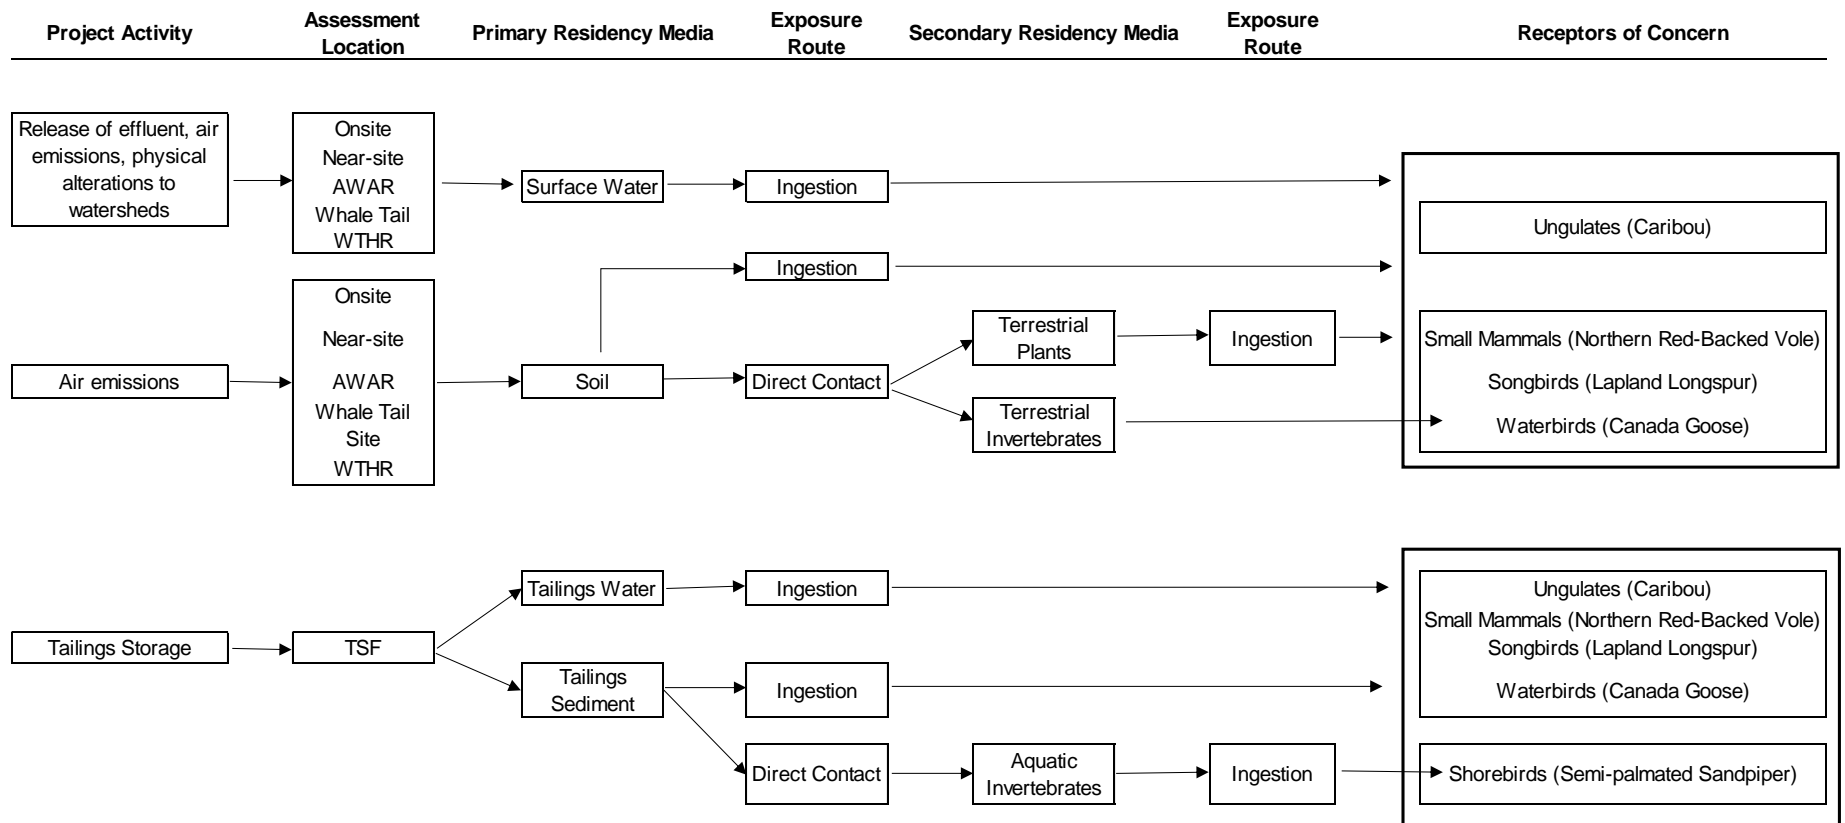 Project Activity
Assessment
Location
Primary Residency Media
Exposure
Route
Secondary Residency Media
Exposure
Route
Receptors of Concern
Release of effluent, air
emissions, physical
alterations to
watersheds
Onsite
Near-site
AWAR
Whale Tail
WTHR
Surface Water
Ingestion
Ungulates (Caribou)
Ingestion
Air emissions
Onsite
Near-site
AWAR
Whale Tail
Site
WTHR
Soil
Direct Contact
Terrestrial
Plants
Ingestion
Terrestrial
Invertebrates
Small Mammals (Northern Red-Backed Vole)
Songbirds (Lapland Longspur)
Waterbirds (Canada Goose)
Tailings Storage
TSF
Tailings Water
Ingestion
Tailings
Sediment
Ingestion
Ungulates (Caribou)
Small Mammals (Northern Red-Backed Vole)
Songbirds (Lapland Longspur)
Waterbirds (Canada Goose)
Direct Contact
Aquatic
Invertebrates
Ingestion
Shorebirds (Semi-palmated Sandpiper)